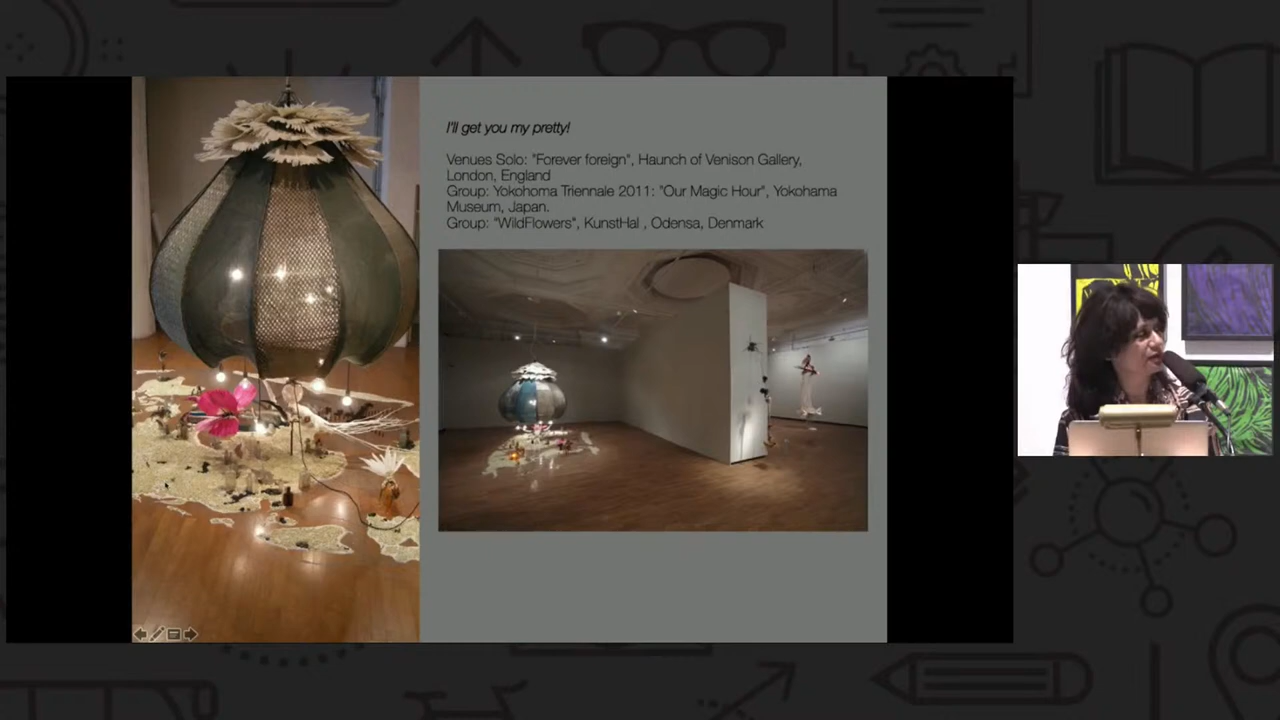 I'll get you my pretty!
Venues Solo: "Forever foreign", Haunch of Venison Gallery,
London, England
Group: Yokohoma Triennale 2011: "Our Magic Hour", Yokohama
Museum, Japan.
Group: "WildFlowers", KunstHal , Odensa, Denmark